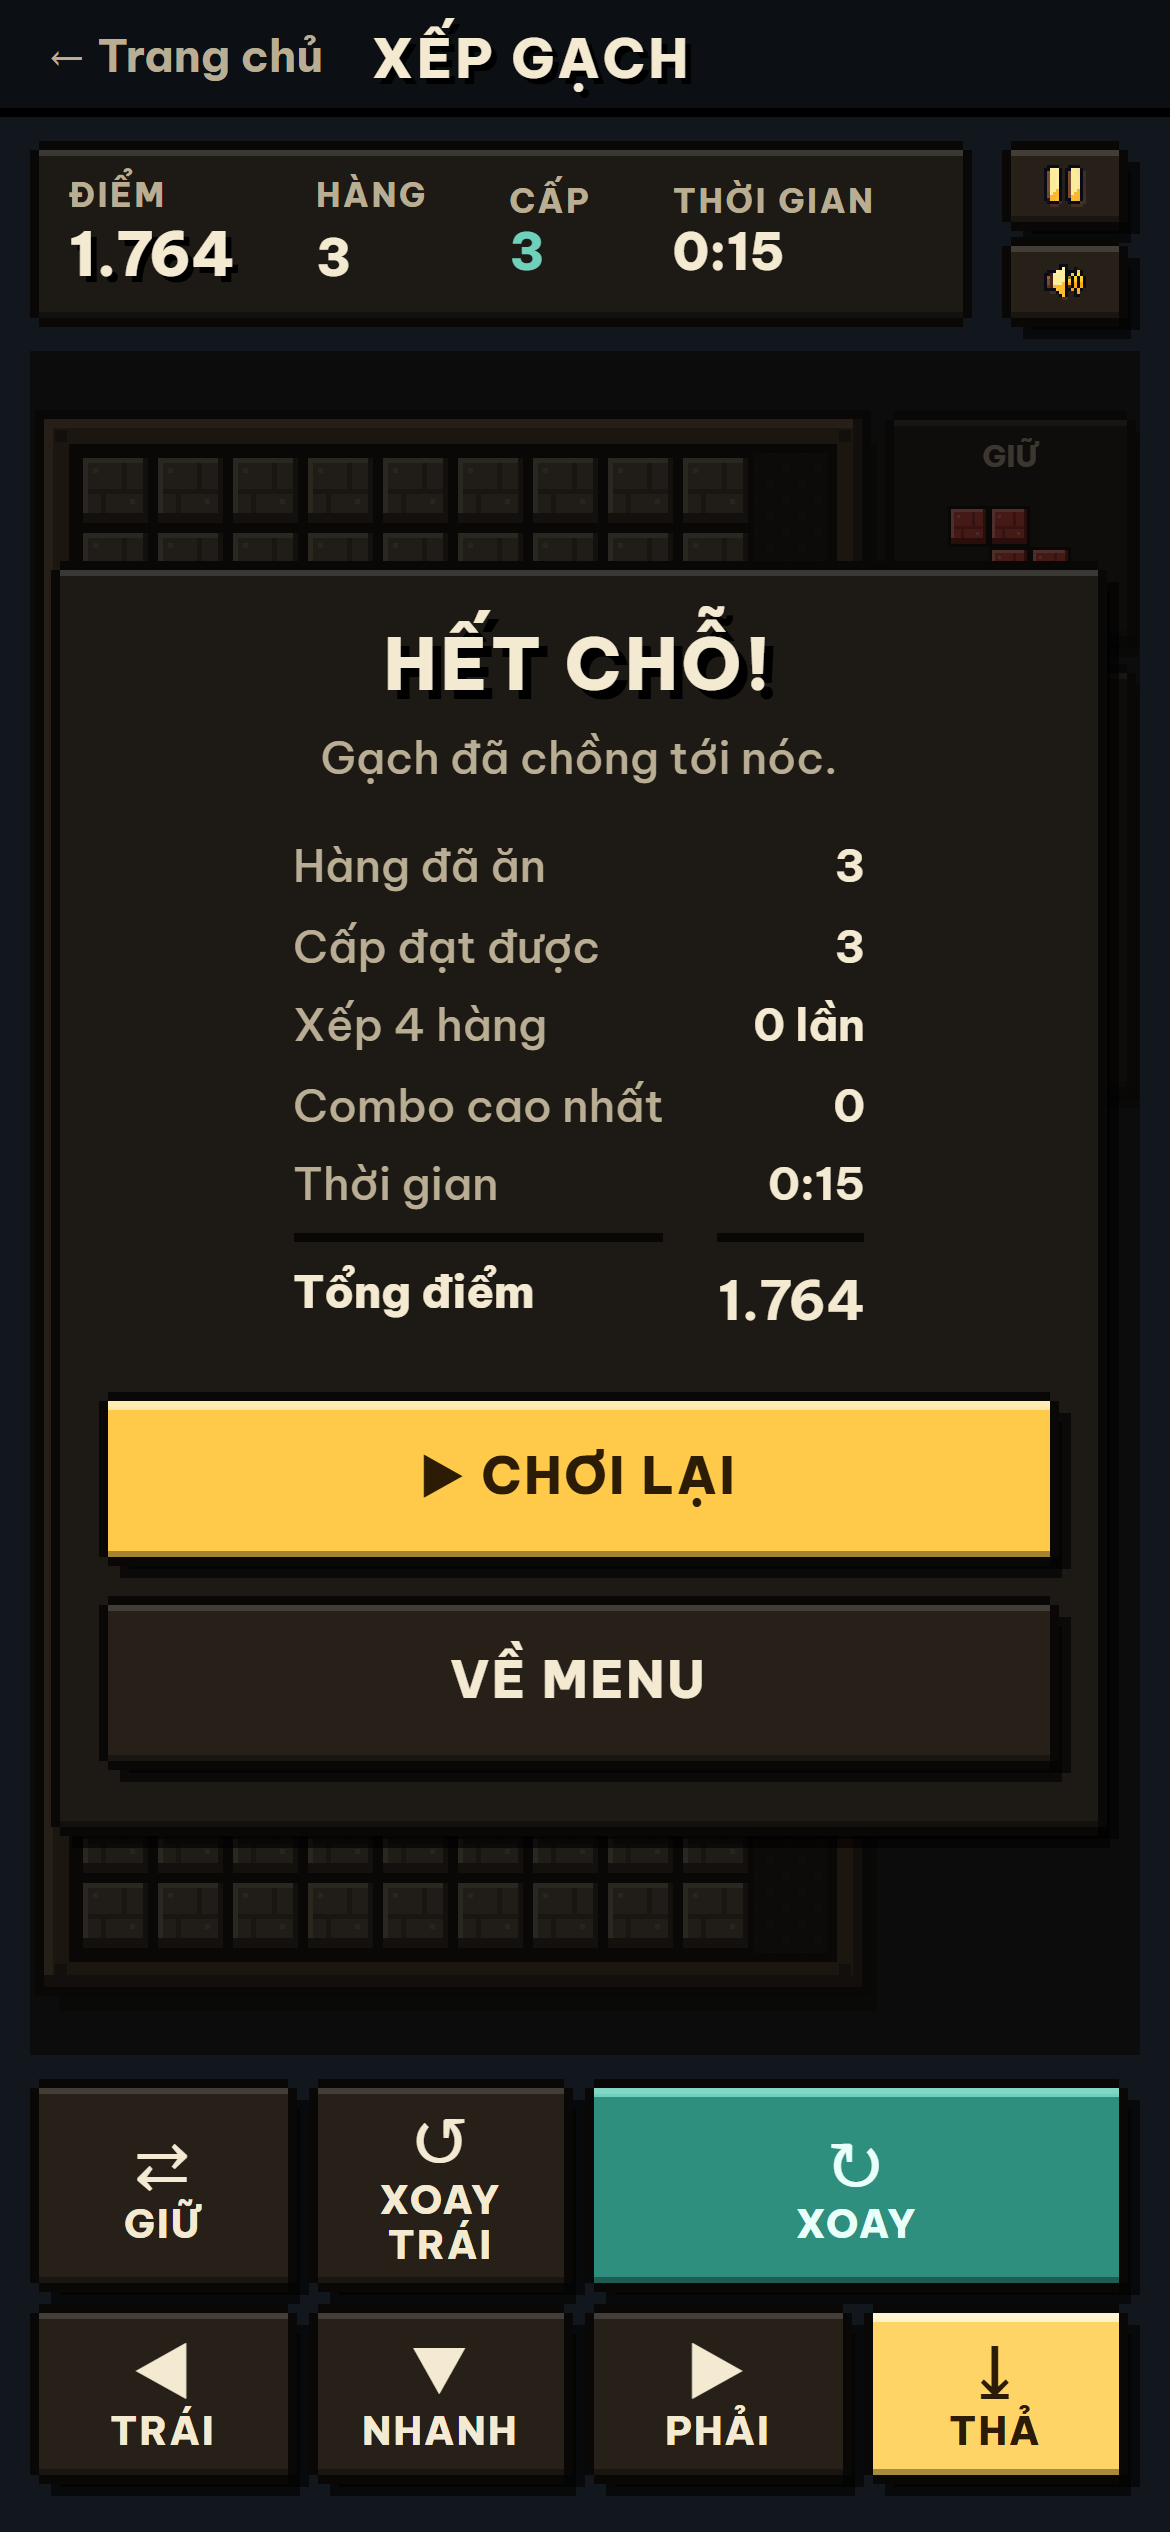 ← Trang chủ XẾP GẠCH
ĐIỂM HÀNG CẤP THỜI GIAN
1.764 3 3 0:15
GIỮ
HẾT CHỖ!
Gạch đã chồng tới nóc.
Hàng đã ăn 3
Cấp đạt được 3
Xếp 4 hàng 0 lần
Combo cao nhất 0
Thời gian 0:15
Tổng điểm 1.764
▶ CHƠI LẠI
VỀ MENU
⇄ ↺ ↻
GIỮ XOAY TRÁI XOAY
◀ ▼ ▶ ⤓
TRÁI NHANH PHẢI THẢ